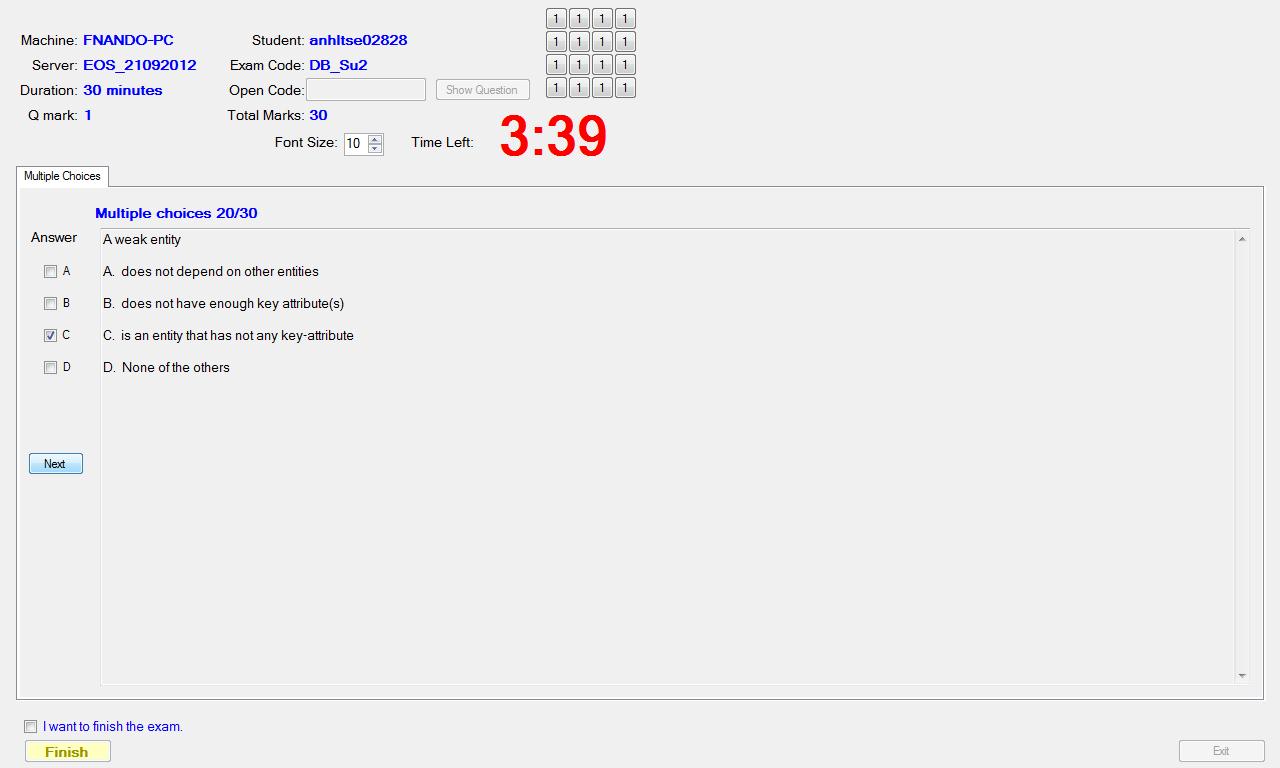 Machine: FNANDO-PC Student: anhltse02828
Server: EOS_21092012 Exam Code: DB_Su2
Duration: 30 minutes Open Code: Show Question
Q mark: 1 Total Marks: 30
Font Size: 10 Time Left: 3:39
1 1 1 1
1 1 1 1
1 1 1 1
1 1 1 1
Multiple Choices
Multiple choices 20/30
Answer
A weak entity
A A. does not depend on other entities
B B. does not have enough key attribute(s)
C C. is an entity that has not any key-attribute
D D. None of the others
Next
I want to finish the exam.
Finish Exit